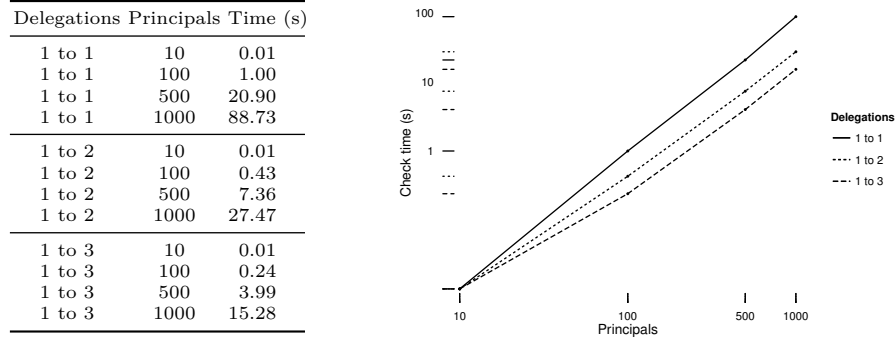 Delegations Principals Time (s)
1 to 1 10 0.01
1 to 1 100 1.00
1 to 1 500 20.90
1 to 1 1000 88.73
1 to 2 10 0.01
1 to 2 100 0.43
1 to 2 500 7.36
1 to 2 1000 27.47
1 to 3 10 0.01
1 to 3 100 0.24
1 to 3 500 3.99
1 to 3 1000 15.28
100
10
1
Check time (s)
10 100 500 1000
Principals
Delegations
1 to 1
1 to 2
1 to 3